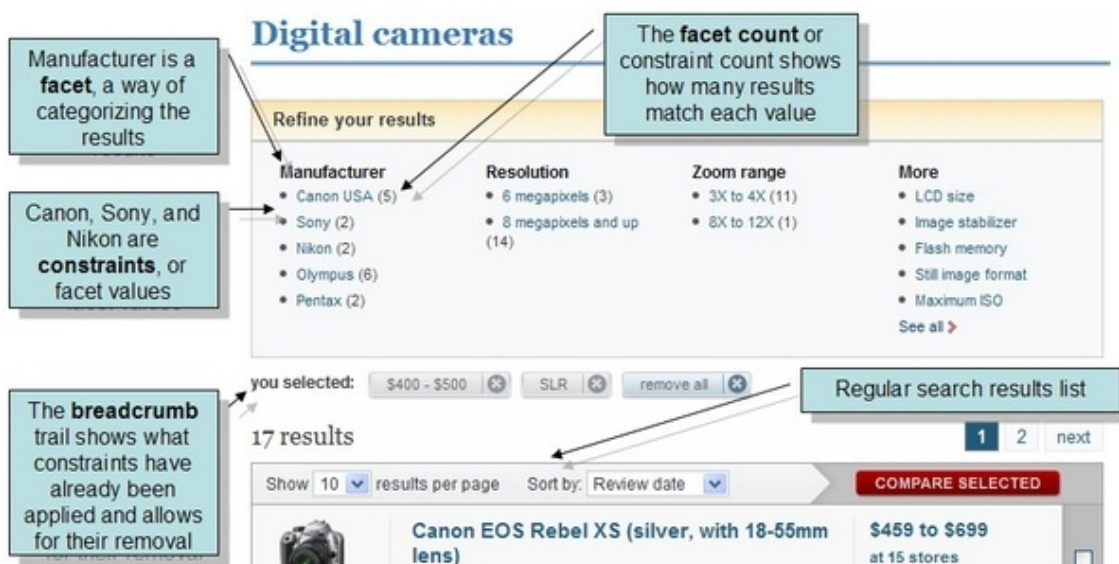 Digital cameras
Manufacturer is a
facet, a way of
categorizing the
results
The facet count or
constraint count shows
how many results
match each value
Refine your results
Manufacturer
• Canon USA (5)
• Sony (2)
• Nikon (2)
• Olympus (6)
• Pentax (2)
Resolution
• 6 megapixels (3)
• 8 megapixels and up
(14)
Zoom range
• 3X to 4X (11)
• 8X to 12X (1)
More
• LCD size
• Image stabilizer
• Flash memory
• Still image format
• Maximum ISO
See all
Canon, Sony, and
Nikon are
constraints, or
facet values
you selected: $400 - $500 SLR remove all
The breadcrumb
trail shows what
constraints have
already been
applied and allows
for their removal
Regular search results list
17 results
1 2 next
Show 10 results per page Sort by: Review date COMPARE SELECTED
Canon EOS Rebel XS (silver, with 18-55mm
lens)
$459 to $699
at 15 stores